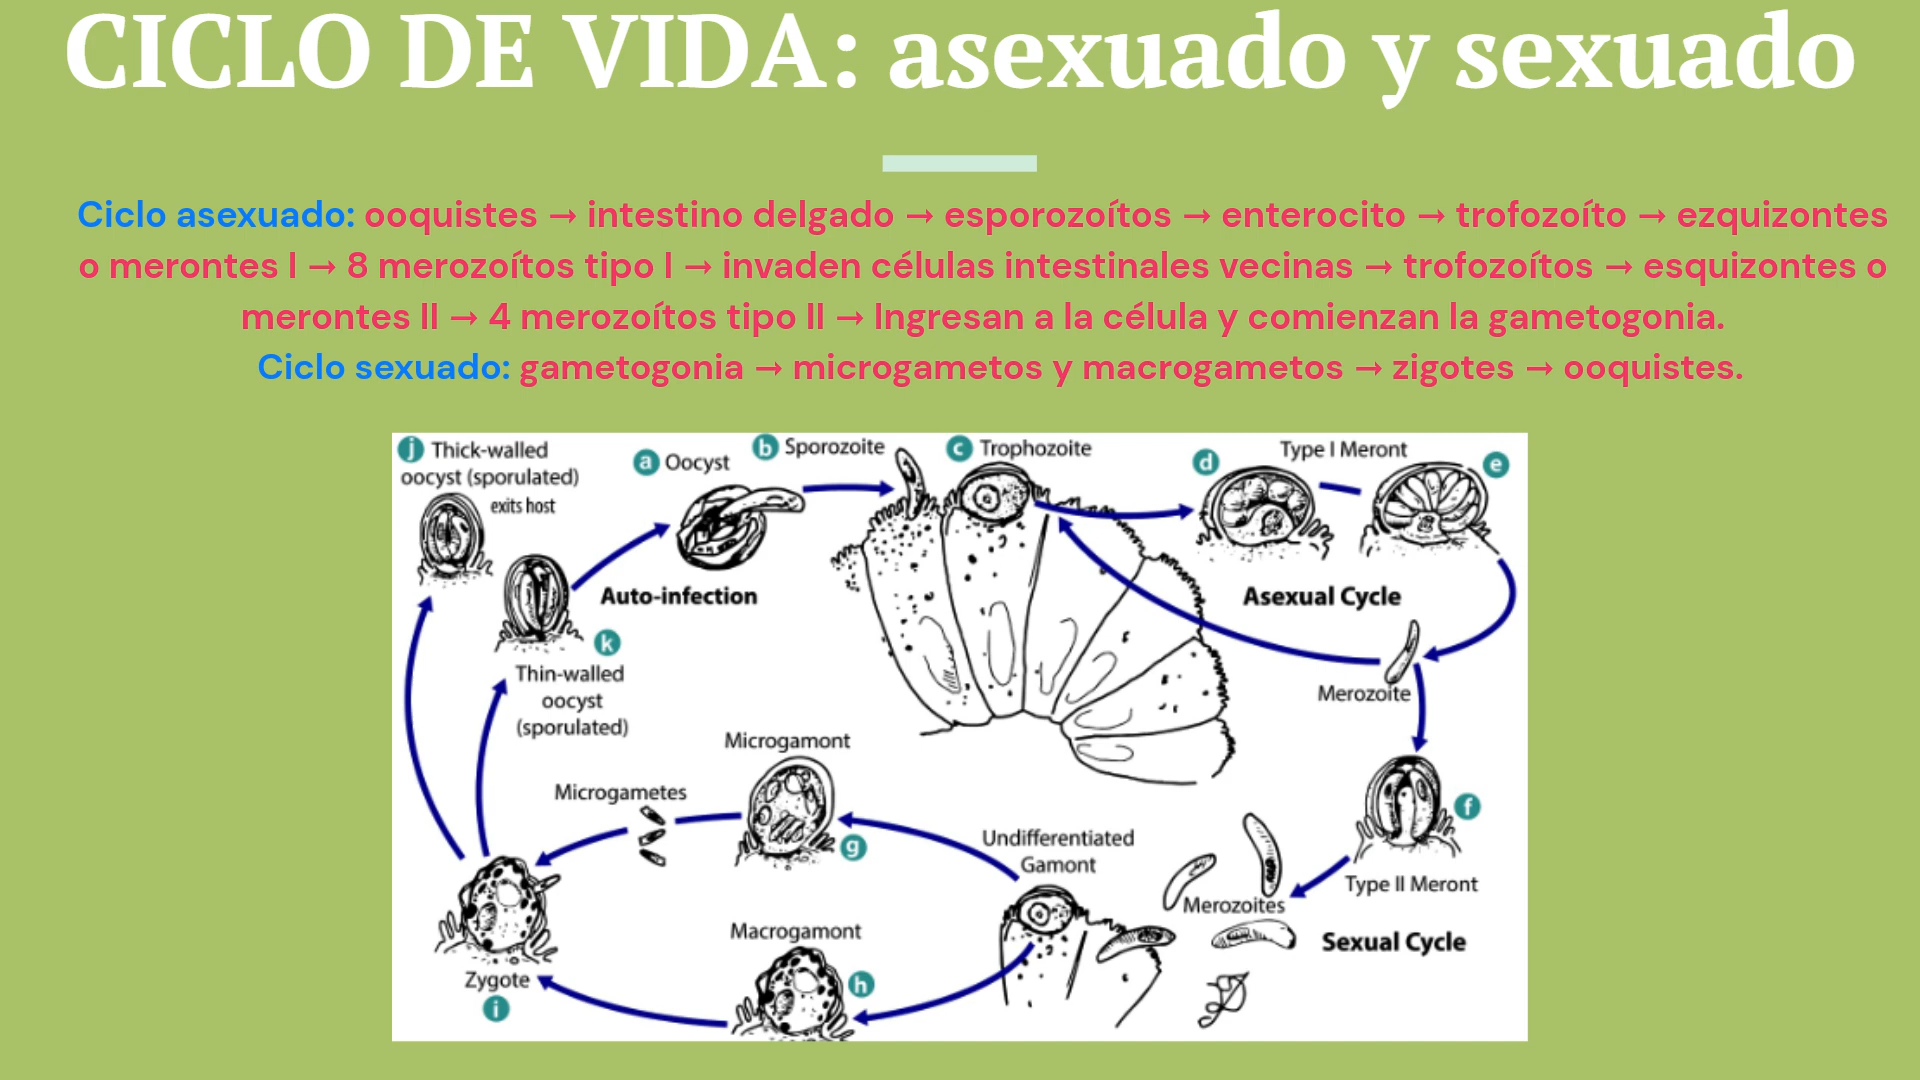 CICLO DE VIDA: asexuado y sexuado
Ciclo asexuado: ooquistes → intestino delgado → esporozoítos → enterocito → trofozoíto → ezquizontes
o merontes I → 8 merozoítos tipo I → invaden células intestinales vecinas → trofozoítos → esquizontes o
merontes II → 4 merozoítos tipo II → Ingresan a la célula y comienzan la gametogonia.
Ciclo sexuado: gametogonia → microgametos y macrogametos → zigotes → ooquistes.
j Thick-walled
oocyst (sporulated)
exits host
a Oocyst
b Sporozoite
c Trophozoite
d
Type I Meront
e
Auto-infection
Asexual Cycle
k
Thin-walled
oocyst
(sporulated)
Merozoite
Microgamont
Microgametes
g
Undifferentiated
Gamont
f
Type II Meront
Merozoites
Sexual Cycle
Macrogamont
h
Zygote
i